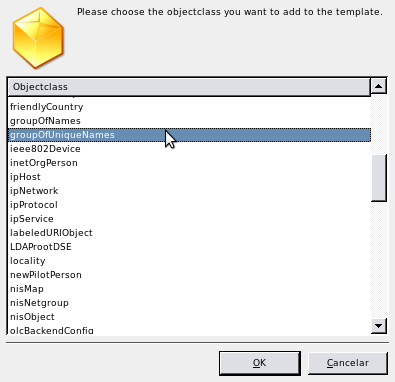 Please choose the objectclass you want to add to the template.
Objectclass
friendlyCountry
groupOfNames
groupOfUniqueNames
ieee802Device
inetOrgPerson
ipHost
ipNetwork
ipProtocol
ipService
labeledURIObject
LDAProotDSE
locality
newPilotPerson
nisMap
nisNetgroup
nisObject
olcBackendConfig
OK
Cancelar